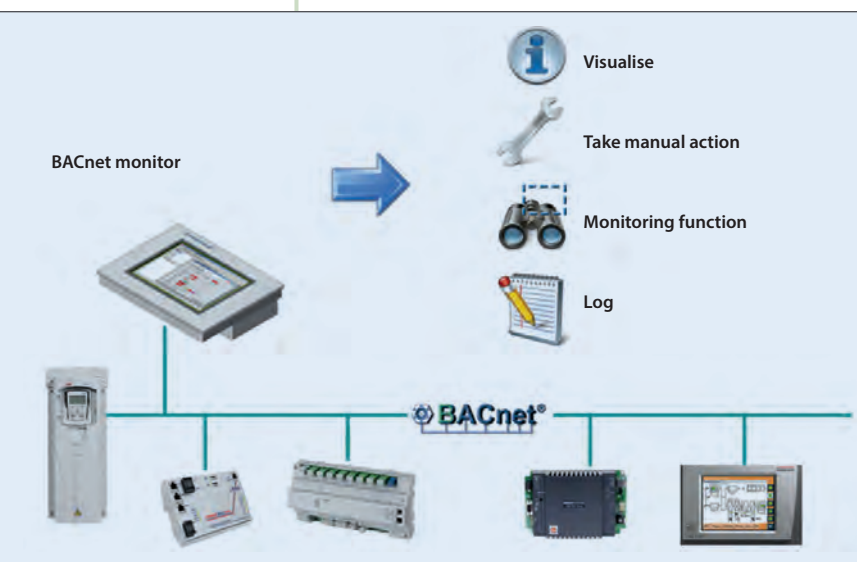 Visualise
Take manual action
BACnet monitor
Monitoring function
Log
BACnet®